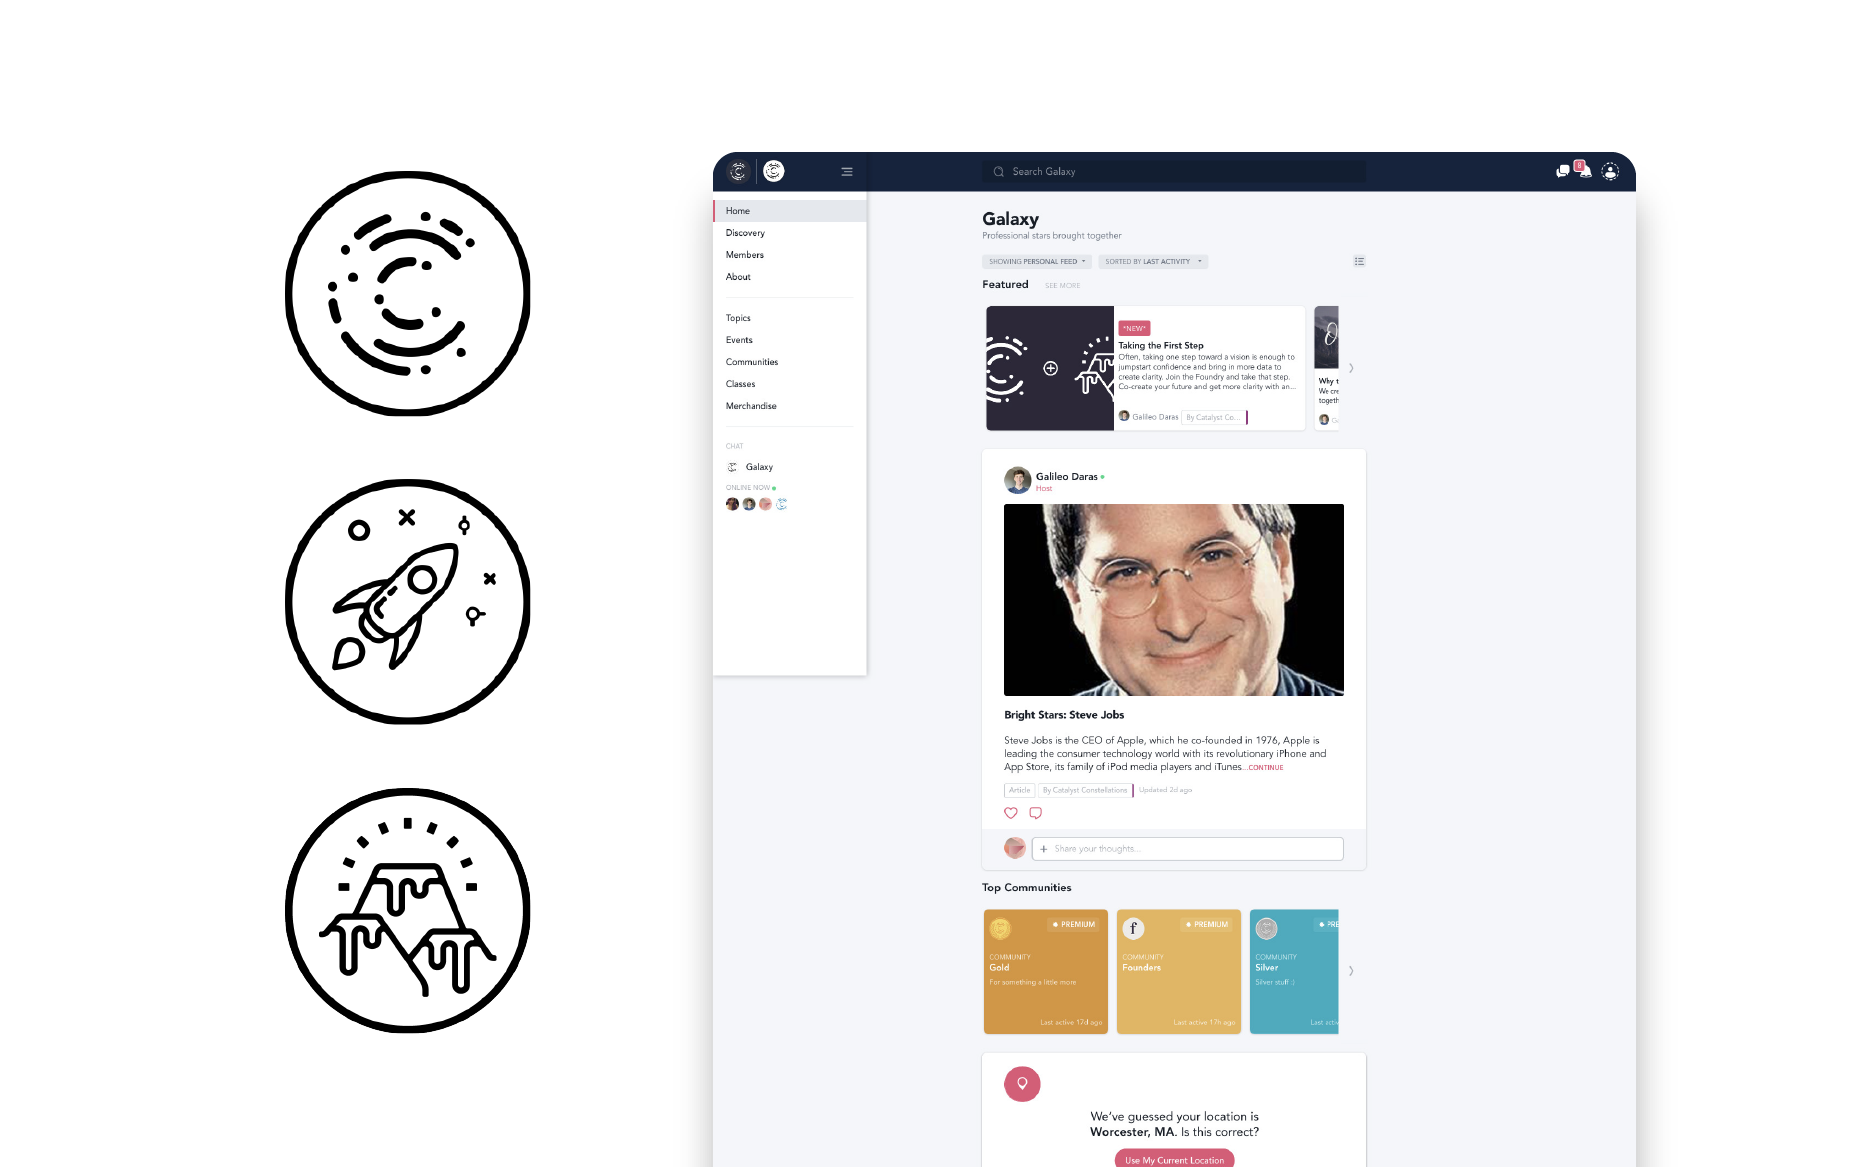 Search Galaxy
8
Home
Discovery
Members
About
Topics
Events
Communities
Classes
Merchandise
CHAT
Galaxy
ONLINE NOW
Galaxy
Professional stars brought together
SHOWING PERSONAL FEED
SORTED BY LAST ACTIVITY
Featured
SEE MORE
*NEW*
Taking the First Step
Often, taking one step toward a vision is enough to
jumpstart confidence and bring in more data to
create clarity. Join the Foundry and take that step.
Co-create your future and get more clarity with an...
Galileo Daras
By Catalyst Co...
Why t
We cre
togeth
Galileo Daras
Host
Bright Stars: Steve Jobs
Steve Jobs is the CEO of Apple, which he co-founded in 1976, Apple is
leading the consumer technology world with its revolutionary iPhone and
App Store, its family of iPod media players and iTunes...CONTINUE
Article
By Catalyst Constellations
Updated 2d ago
+ Share your thoughts...
Top Communities
PREMIUM
COMMUNITY
Gold
For something a little more
Last active 17d ago
f
PREMIUM
COMMUNITY
Founders
Last active 17h ago
PRE
COMMUNITY
Silver
Silver stuff :)
Last acti
We've guessed your location is
Worcester, MA. Is this correct?
Use My Current Location